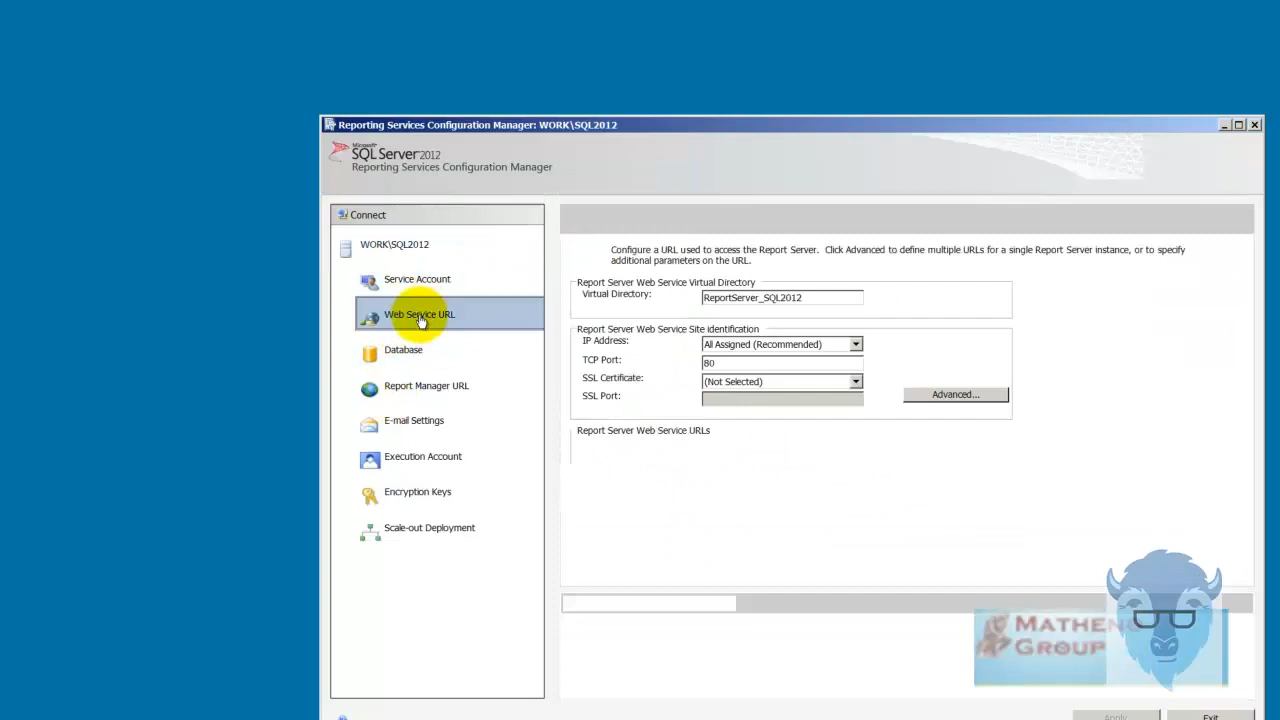 Reporting Services Configuration Manager: WORK\SQL2012
Microsoft
SQL Server 2012
Reporting Services Configuration Manager
Connect
WORK\SQL2012
Service Account
Web Service URL
Database
Report Manager URL
E-mail Settings
Execution Account
Encryption Keys
Scale-out Deployment
Configure a URL used to access the Report Server. Click Advanced to define multiple URLs for a single Report Server instance, or to specify
additional parameters on the URL.
Report Server Web Service Virtual Directory
Virtual Directory: ReportServer_SQL2012
Report Server Web Service Site identification
IP Address: All Assigned (Recommended)
TCP Port: 80
SSL Certificate: (Not Selected)
SSL Port:
Advanced...
Report Server Web Service URLs
Group
Apply Exit